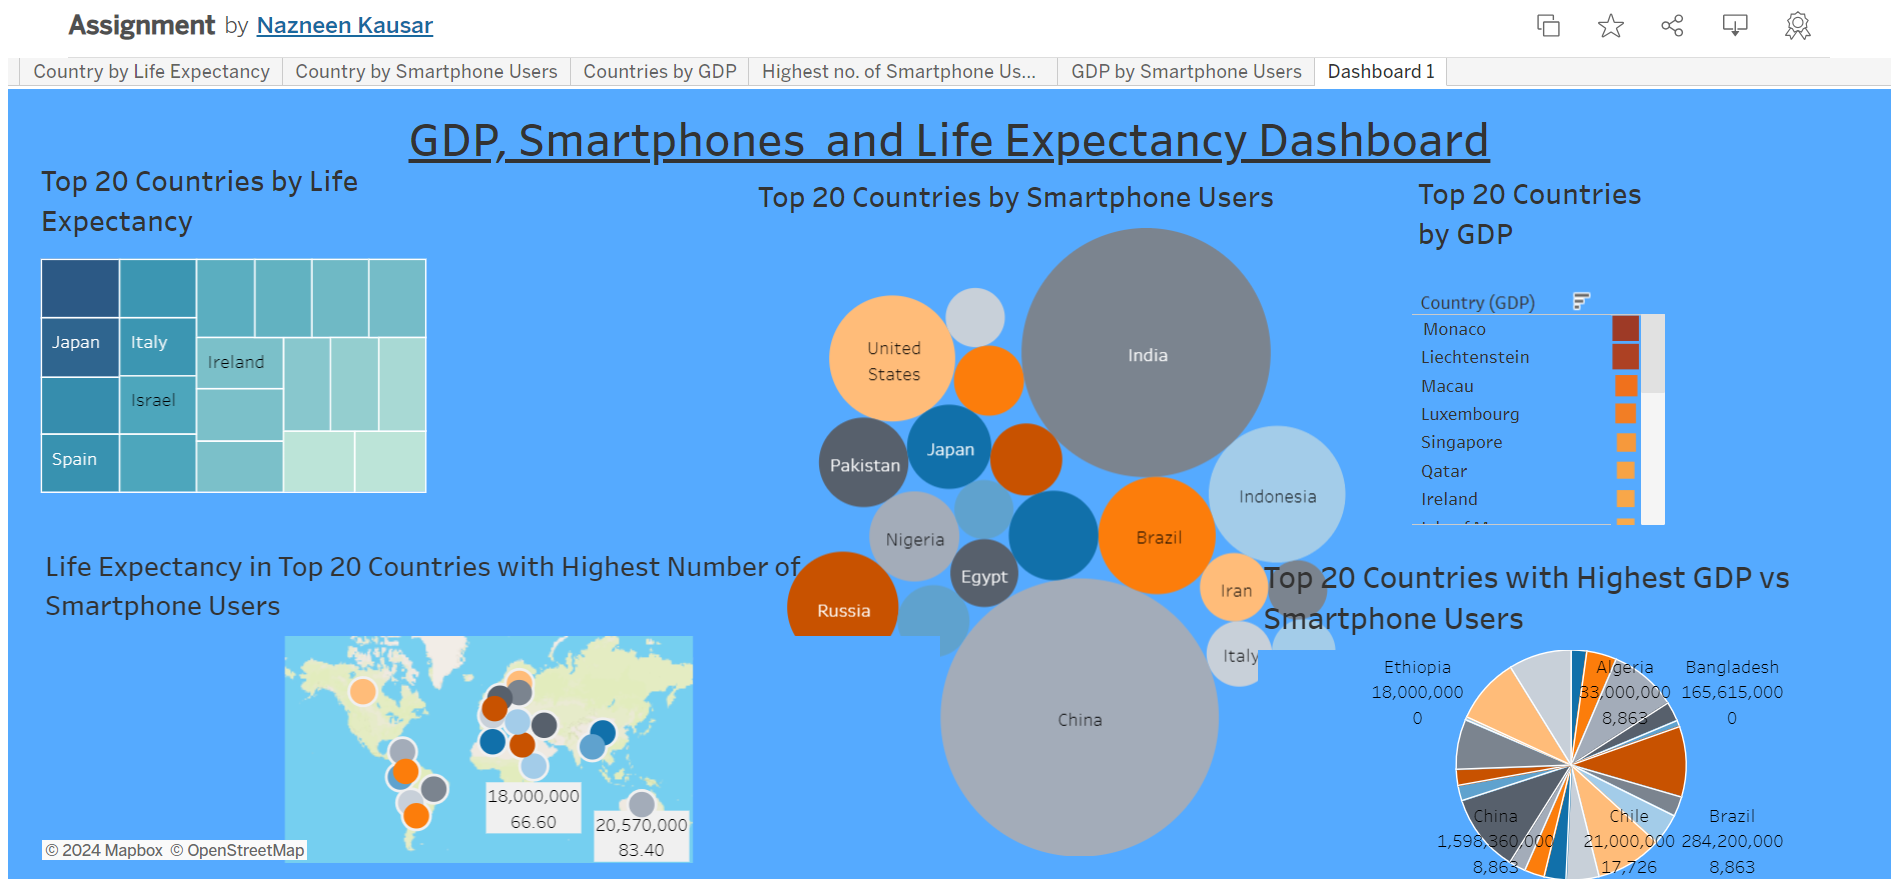 Assignment by Nazneen Kausar
Country by Life Expectancy
Country by Smartphone Users
Countries by GDP
Highest no. of Smartphone Us...
GDP by Smartphone Users
Dashboard 1
GDP, Smartphones and Life Expectancy Dashboard
Top 20 Countries by Life
Expectancy
Japan
Italy
Ireland
Israel
Spain
Top 20 Countries by Smartphone Users
United
States
India
Japan
Pakistan
Indonesia
Nigeria
Brazil
Egypt
Iran
Russia
Italy
China
Top 20 Countries
by GDP
Country (GDP)
Monaco
Liechtenstein
Macau
Luxembourg
Singapore
Qatar
Ireland
Life Expectancy in Top 20 Countries with Highest Number of
Smartphone Users
18,000,000
66.60
20,570,000
83.40
© 2024 Mapbox © OpenStreetMap
Top 20 Countries with Highest GDP vs
Smartphone Users
Ethiopia
18,000,000
0
Algeria
33,000,000
8,863
Bangladesh
165,615,000
0
China
1,598,360,000
8,863
Chile
21,000,000
17,726
Brazil
284,200,000
8,863